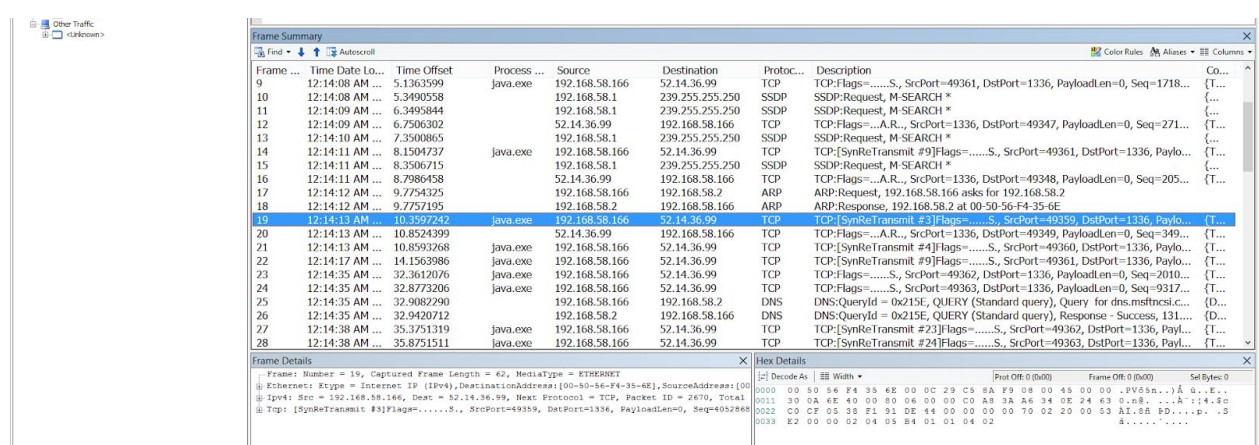 Other Traffic
<Unknown>
Frame Summary
Find Autoscroll Color Rules Aliases Columns
Frame ... Time Date Lo... Time Offset Process ... Source Destination Protoc... Description Co...
9 12:14:08 AM ... 5.1363599 java.exe 192.168.58.166 52.14.36.99 TCP TCP:Flags=......S., SrcPort=49361, DstPort=1336, PayloadLen=0, Seq=1718... {T...
10 12:14:08 AM ... 5.3490558 192.168.58.1 239.255.255.250 SSDP SSDP:Request, M-SEARCH * {...
11 12:14:09 AM ... 6.3495844 192.168.58.1 239.255.255.250 SSDP SSDP:Request, M-SEARCH * {...
12 12:14:09 AM ... 6.7506302 52.14.36.99 192.168.58.166 TCP TCP:Flags=...A.R.., SrcPort=1336, DstPort=49347, PayloadLen=0, Seq=271... {T...
13 12:14:10 AM ... 7.3500865 192.168.58.1 239.255.255.250 SSDP SSDP:Request, M-SEARCH * {...
14 12:14:11 AM ... 8.1504737 java.exe 192.168.58.166 52.14.36.99 TCP TCP:[SynReTransmit #9]Flags=......S., SrcPort=49361, DstPort=1336, Paylo... {T...
15 12:14:11 AM ... 8.3506715 192.168.58.1 239.255.255.250 SSDP SSDP:Request, M-SEARCH * {...
16 12:14:11 AM ... 8.7986458 52.14.36.99 192.168.58.166 TCP TCP:Flags=...A.R.., SrcPort=1336, DstPort=49348, PayloadLen=0, Seq=205... {T...
17 12:14:12 AM ... 9.7754325 192.168.58.166 192.168.58.2 ARP ARP:Request, 192.168.58.166 asks for 192.168.58.2
18 12:14:12 AM ... 9.7757195 192.168.58.2 192.168.58.166 ARP ARP:Response, 192.168.58.2 at 00-50-56-F4-35-6E
19 12:14:13 AM ... 10.3597242 java.exe 192.168.58.166 52.14.36.99 TCP TCP:[SynReTransmit #3]Flags=......S., SrcPort=49359, DstPort=1336, Paylo... {T...
20 12:14:13 AM ... 10.8524399 52.14.36.99 192.168.58.166 TCP TCP:Flags=...A.R.., SrcPort=1336, DstPort=49349, PayloadLen=0, Seq=349... {T...
21 12:14:13 AM ... 10.8593268 java.exe 192.168.58.166 52.14.36.99 TCP TCP:[SynReTransmit #4]Flags=......S., SrcPort=49360, DstPort=1336, Paylo... {T...
22 12:14:17 AM ... 14.1563986 java.exe 192.168.58.166 52.14.36.99 TCP TCP:[SynReTransmit #9]Flags=......S., SrcPort=49361, DstPort=1336, Paylo... {T...
23 12:14:35 AM ... 32.3612076 java.exe 192.168.58.166 52.14.36.99 TCP TCP:Flags=......S., SrcPort=49362, DstPort=1336, PayloadLen=0, Seq=2010... {T...
24 12:14:35 AM ... 32.8773206 java.exe 192.168.58.166 52.14.36.99 TCP TCP:Flags=......S., SrcPort=49363, DstPort=1336, PayloadLen=0, Seq=9317... {T...
25 12:14:35 AM ... 32.9082290 192.168.58.166 192.168.58.2 DNS DNS:QueryId = 0x215E, QUERY (Standard query), Query for dns.msftncsi.c... {D...
26 12:14:35 AM ... 32.9420712 192.168.58.2 192.168.58.166 DNS DNS:QueryId = 0x215E, QUERY (Standard query), Response - Success, 131.... {D...
27 12:14:38 AM ... 35.3751319 java.exe 192.168.58.166 52.14.36.99 TCP TCP:[SynReTransmit #23]Flags=......S., SrcPort=49362, DstPort=1336, Payl... {T...
28 12:14:38 AM ... 35.8751511 java.exe 192.168.58.166 52.14.36.99 TCP TCP:[SynReTransmit #24]Flags=......S., SrcPort=49363, DstPort=1336, Payl... {T...
Frame Details
Frame: Number = 19, Captured Frame Length = 62, MediaType = ETHERNET
Ethernet: Etype = Internet IP (IPv4),DestinationAddress:[00-50-56-F4-35-6E],SourceAddress:[00
Ipv4: Src = 192.168.58.166, Dest = 52.14.36.99, Next Protocol = TCP, Packet ID = 2670, Total
Tcp: [SynReTransmit #3]Flags=......S., SrcPort=49359, DstPort=1336, PayloadLen=0, Seq=4052868
Hex Details
Decode As Width Prot Off: 0 (0x00) Frame Off: 0 (0x00) Sel Bytes: 0
0000 00 50 56 F4 35 6E 00 0C 29 C5 8A F9 08 00 45 00 00 .PVô5n..)Å ù..E..
0011 30 0A 6E 40 00 80 06 00 00 C0 A8 3A A6 34 0E 24 63 0.n@. ...À¨:¦4.$c
0022 C0 CF 05 38 F1 91 DE 44 00 00 00 00 70 02 20 00 53 ÀÏ.8ñ ÞD....p. .S
0033 E2 00 00 02 04 05 B4 01 01 04 02 â.....´....